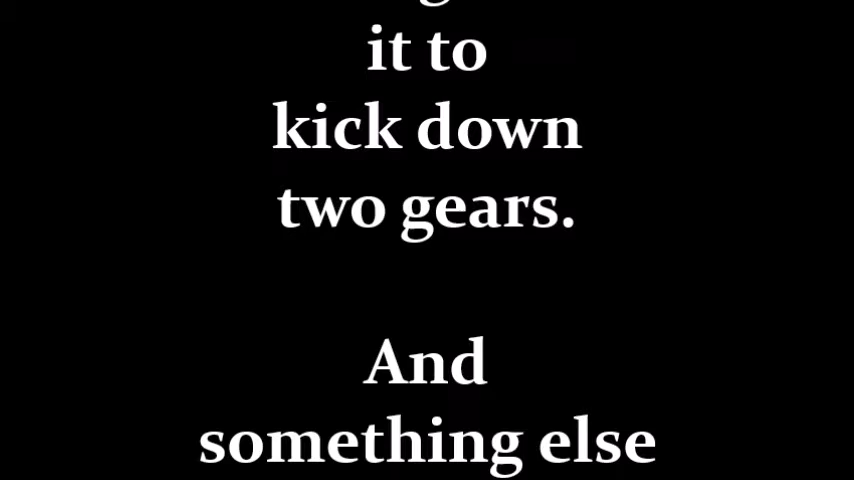 it to
kick down
two gears.
And
something else